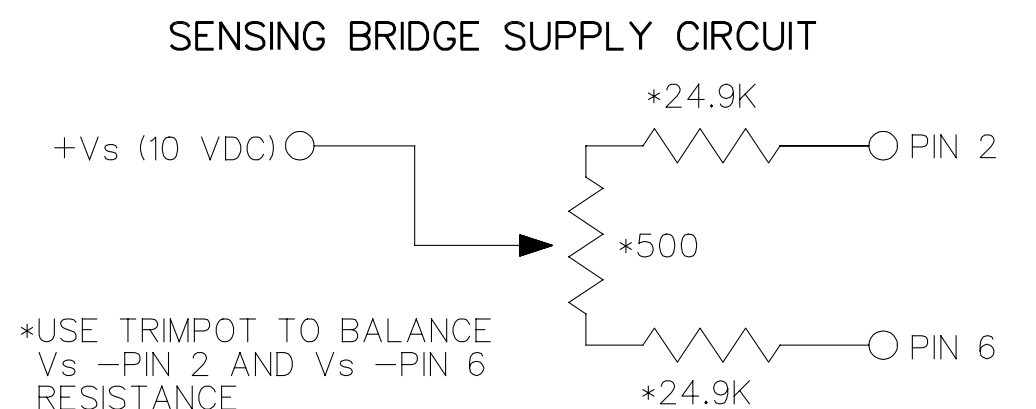 SENSING BRIDGE SUPPLY CIRCUIT
*24.9K
+Vs (10 VDC)
PIN 2
*500
*USE TRIMPOT TO BALANCE
Vs –PIN 2 AND Vs –PIN 6
RESISTANCE
PIN 6
*24.9K